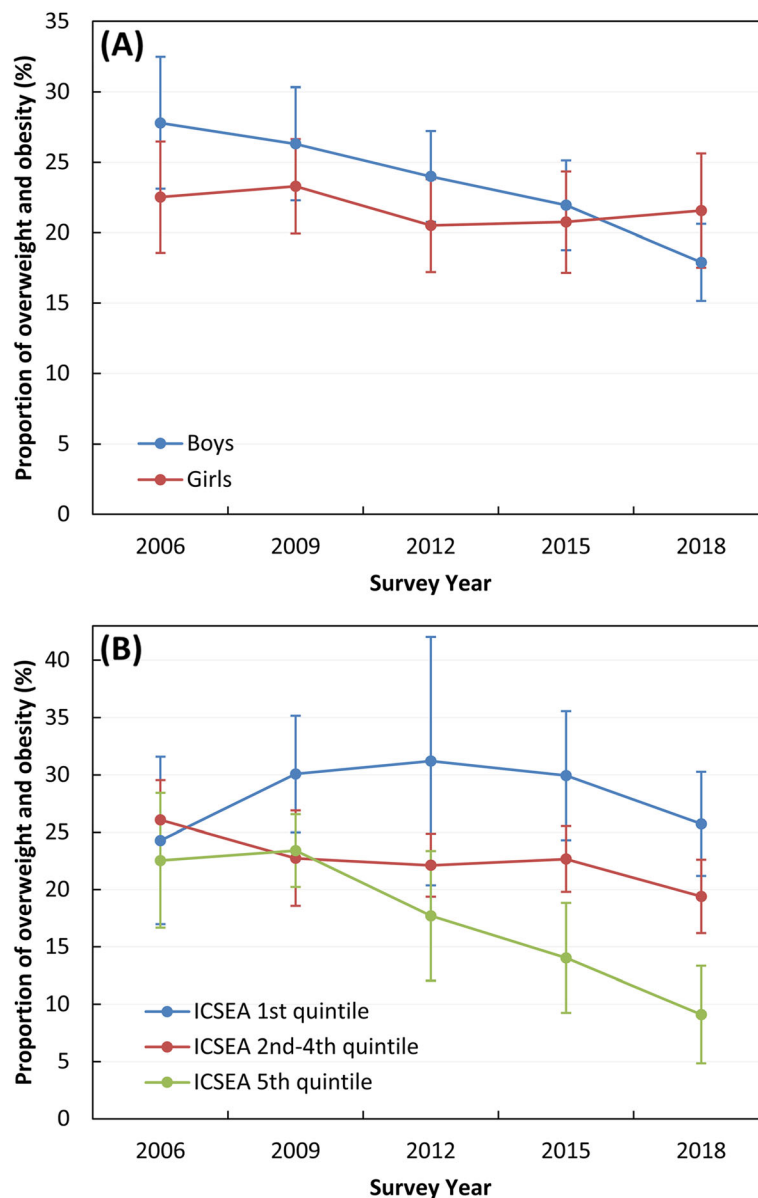 (A)
Proportion of overweight and obesity (%)
35
30
25
20
15
10
5
0
Boys
Girls
2006 2009 2012 2015 2018
Survey Year
(B)
Proportion of overweight and obesity (%)
40
35
30
25
20
15
10
5
0
ICSEA 1st quintile
ICSEA 2nd-4th quintile
ICSEA 5th quintile
2006 2009 2012 2015 2018
Survey Year